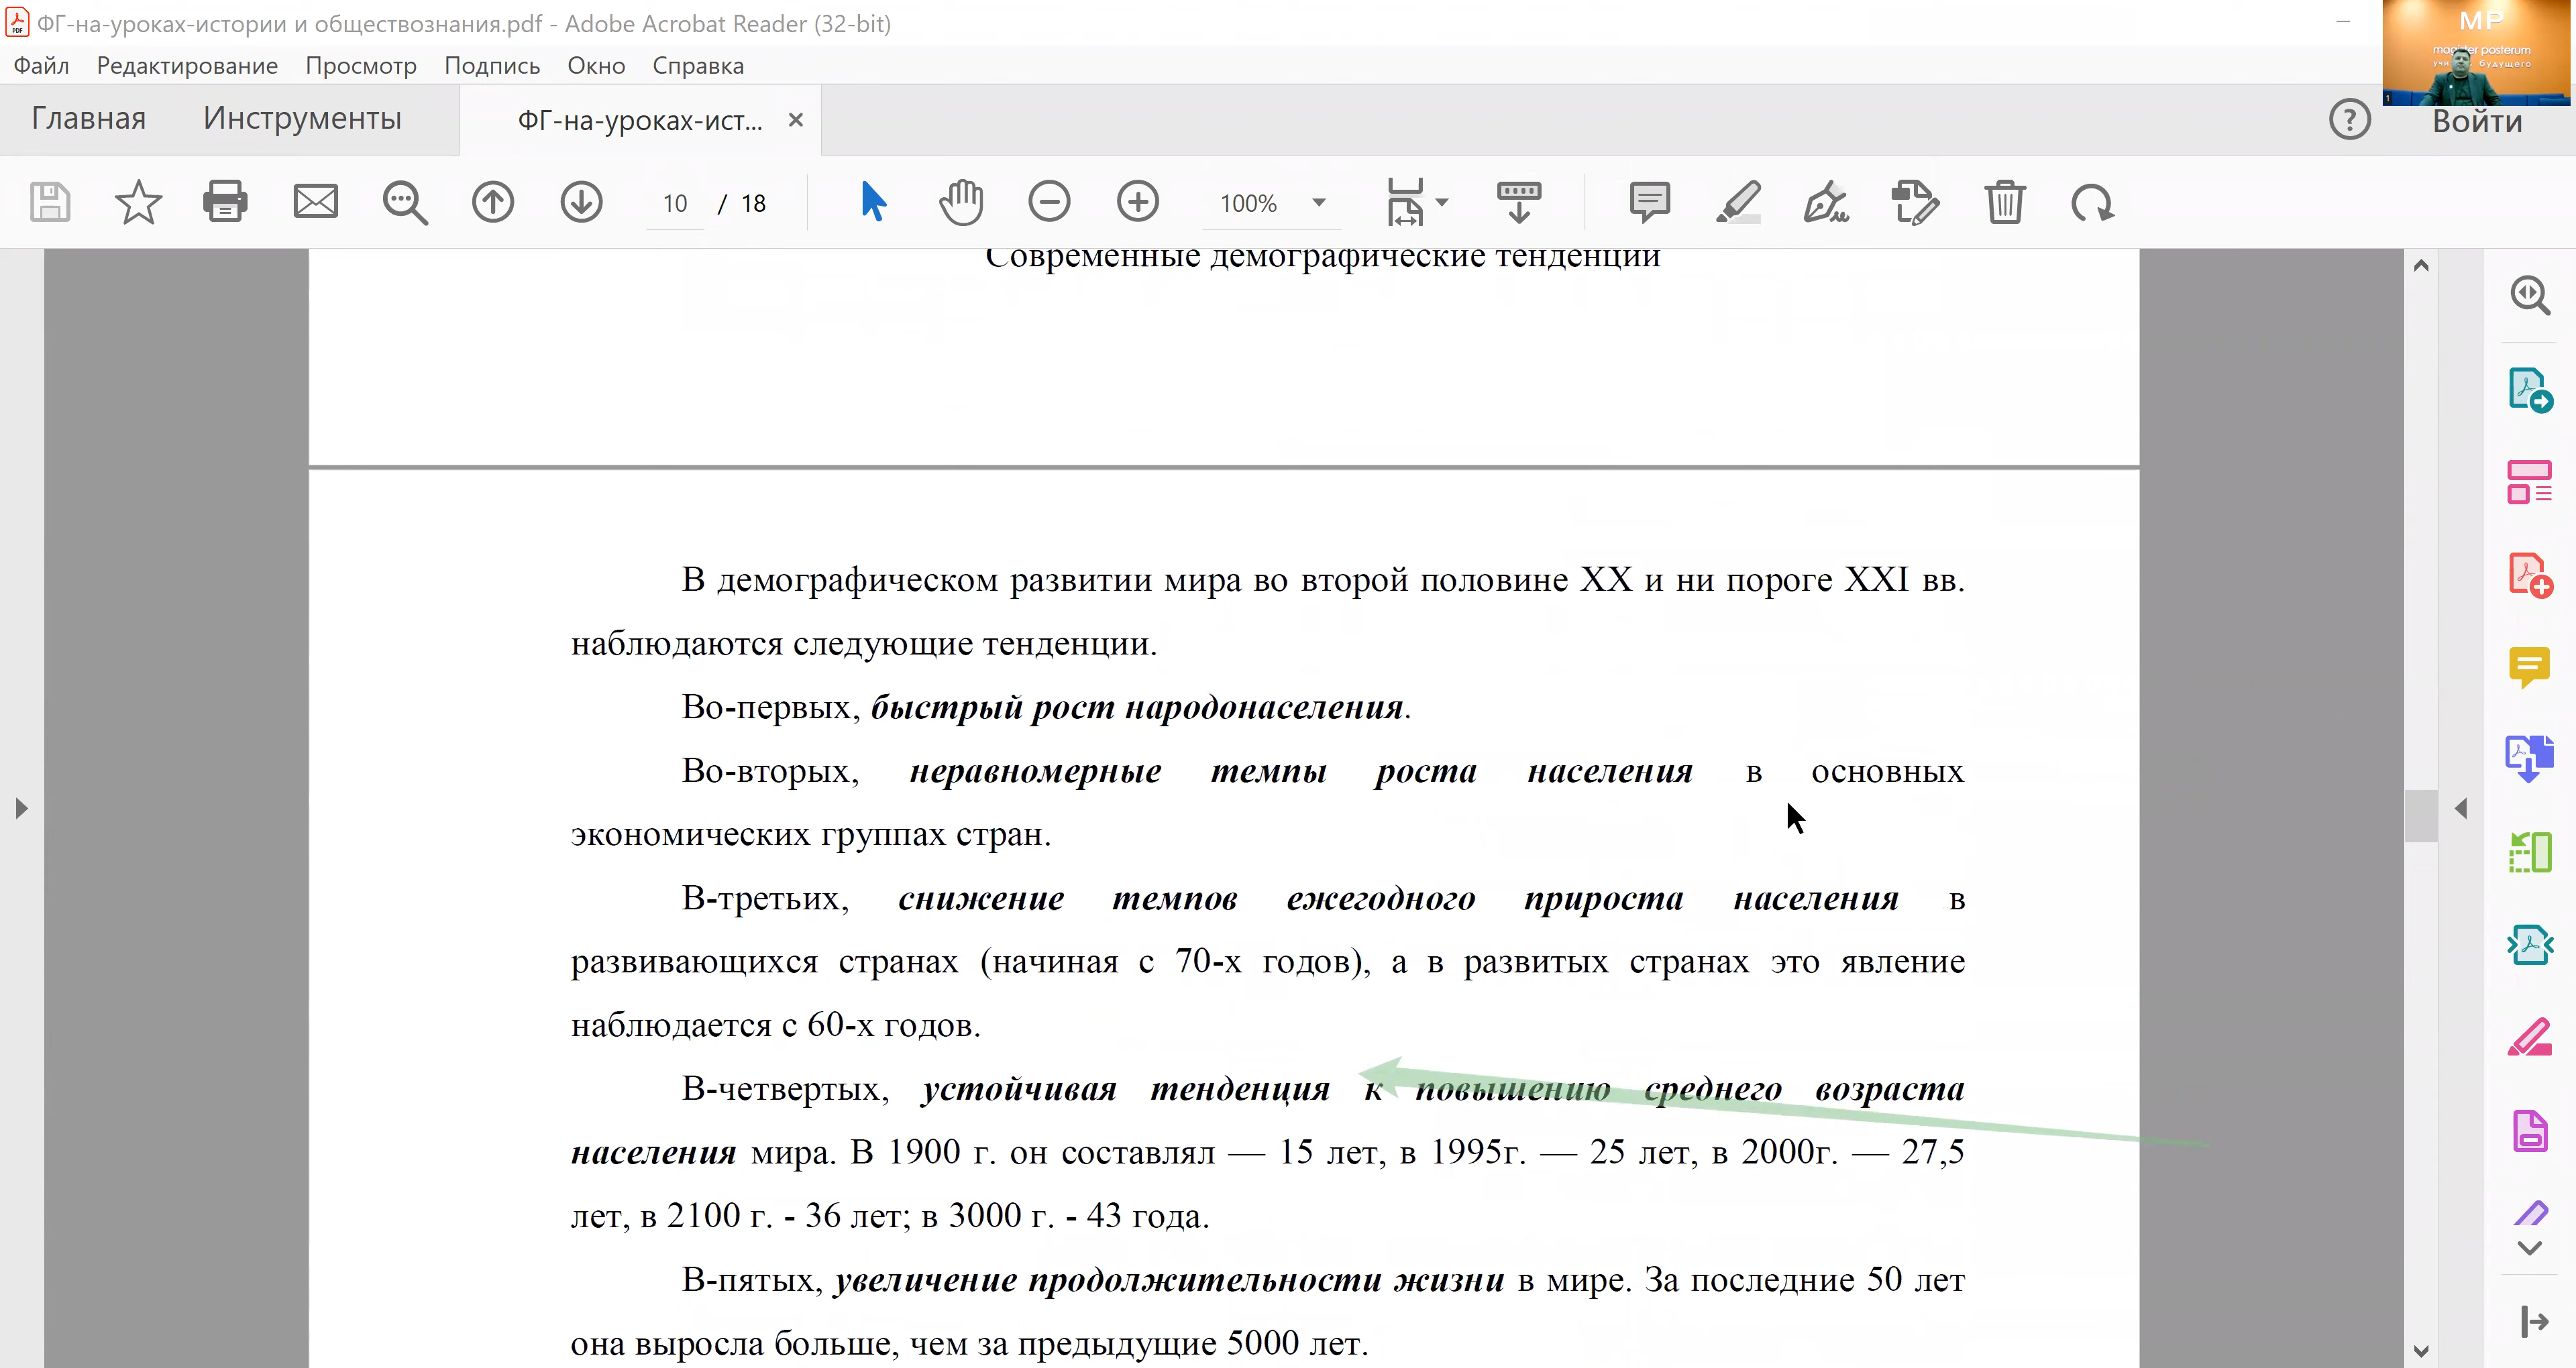 ФГ-на-уроках-истории и обществознания.pdf - Adobe Acrobat Reader (32-bit)
МР
posterum
будущего
1
Файл Редактирование Просмотр Подпись Окно Справка
Главная Инструменты ФГ-на-уроках-ист... Войти
10 / 18 100%
Современные демографические тенденции
В демографическом развитии мира во второй половине XX и ни пороге XXI вв.
наблюдаются следующие тенденции.
Во-первых, быстрый рост народонаселения.
Во-вторых, неравномерные темпы роста населения в основных
экономических группах стран.
В-третьих, снижение темпов ежегодного прироста населения в
развивающихся странах (начиная с 70-х годов), а в развитых странах это явление
наблюдается с 60-х годов.
В-четвертых, устойчивая тенденция к повышению среднего возраста
населения мира. В 1900 г. он составлял — 15 лет, в 1995г. — 25 лет, в 2000г. — 27,5
лет, в 2100 г. - 36 лет; в 3000 г. - 43 года.
В-пятых, увеличение продолжительности жизни в мире. За последние 50 лет
она выросла больше, чем за предыдущие 5000 лет.